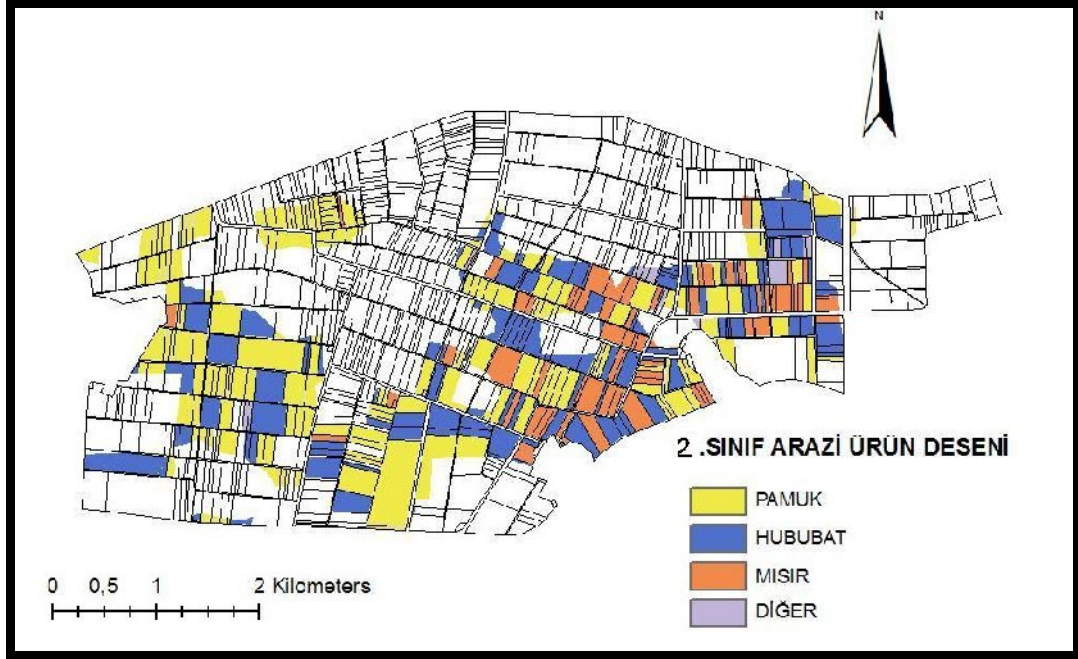 N
2 .SINIF ARAZİ ÜRÜN DESENİ
PAMUK
HUBUBAT
MISIR
DİĞER
0 0,5 1 2 Kilometers